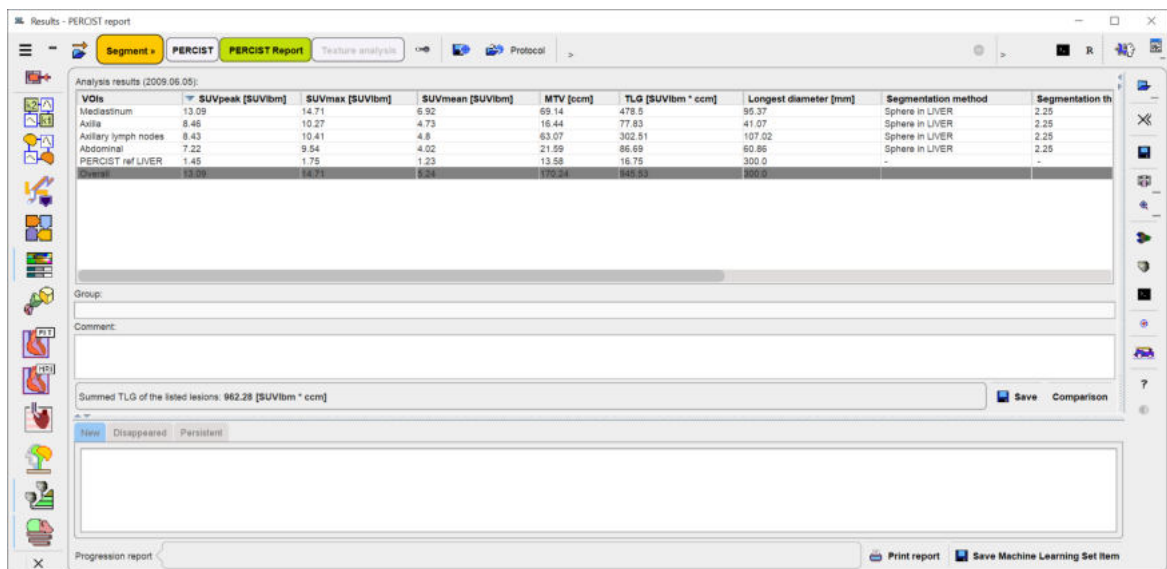 Results - PERCIST report
Segment » PERCIST PERCIST Report Texture analysis Protocol > > R
Analysis results (2009.06.05):
VOIs SUVpeak [SUVlbm] SUVmax [SUVlbm] SUVmean [SUVlbm] MTV [ccm] TLG [SUVlbm * ccm] Longest diameter [mm] Segmentation method Segmentation th
Mediastinum 13.09 14.71 6.92 69.14 478.5 95.37 Sphere in LIVER 2.25
Axilla 8.46 10.27 4.73 16.44 77.83 41.07 Sphere in LIVER 2.25
Axillary lymph nodes 8.43 10.41 4.8 63.07 302.51 107.02 Sphere in LIVER 2.25
Abdominal 7.22 9.54 4.02 21.59 86.69 60.86 Sphere in LIVER 2.25
PERCIST ref LIVER 1.45 1.75 1.23 13.58 16.75 300.0 - -
Overall 13.09 14.71 5.24 170.24 945.53 300.0
Group:
Comment:
Summed TLG of the listed lesions: 962.28 [SUVlbm * ccm] Save Comparison
New Disappeared Persistent
Progression report Print report Save Machine Learning Set Item
k2
k1
PET
MRI
?